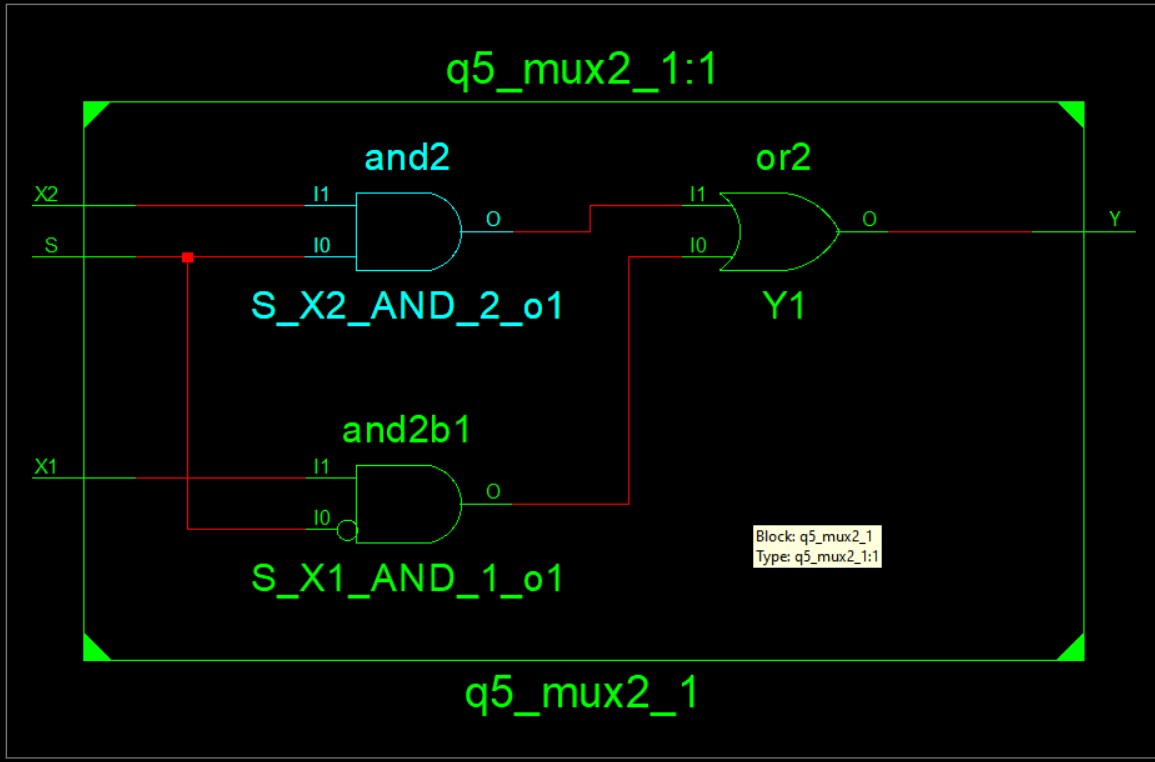 q5_mux2_1:1
and2
or2
X2
I1
I1
O
O
Y
S
I0
I0
S_X2_AND_2_o1
Y1
and2b1
X1
I1
O
I0
Block: q5_mux2_1
Type: q5_mux2_1:1
S_X1_AND_1_o1
q5_mux2_1